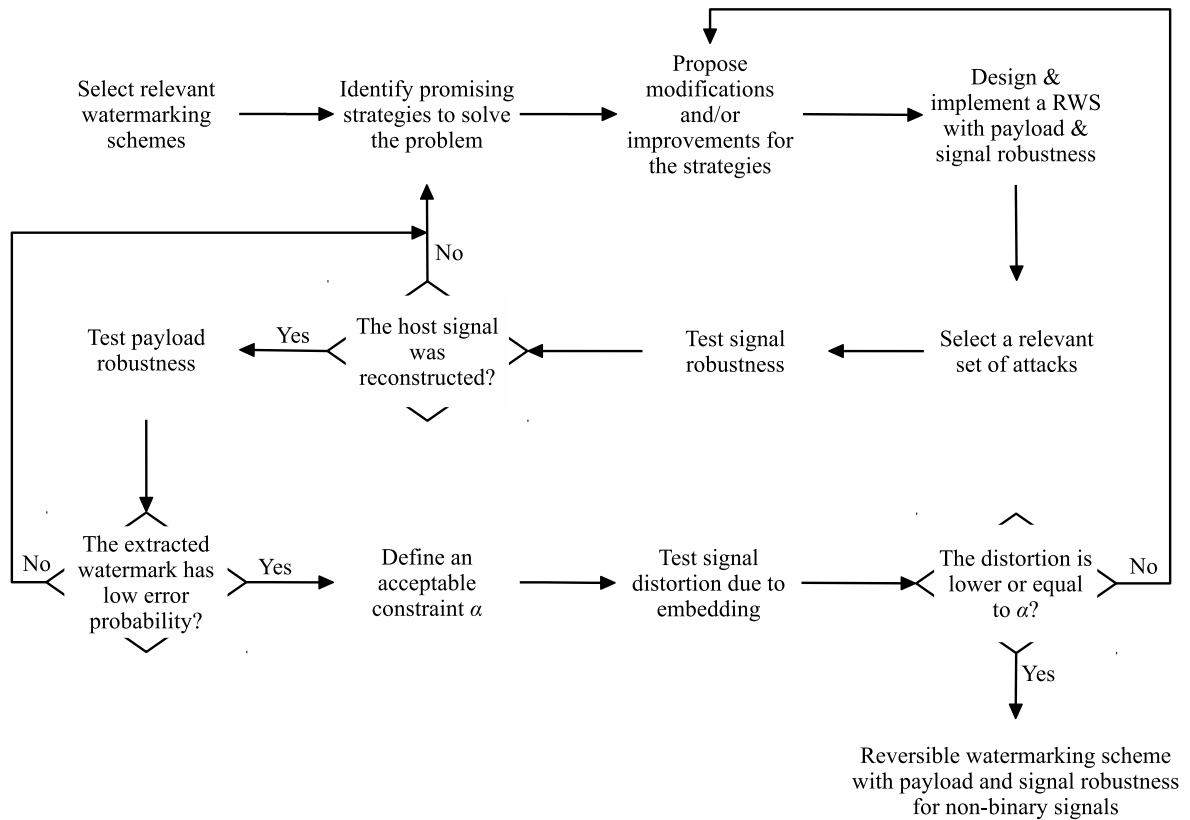 Select relevant
watermarking
schemes
Identify promising
strategies to solve
the problem
Propose
modifications
and/or
improvements for
the strategies
Design &
implement a RWS
with payload &
signal robustness
No
Test payload
robustness
Yes
The host signal
was
reconstructed?
Test signal
robustness
Select a relevant
set of attacks
No
The extracted
watermark has
low error
probability?
Yes
Define an
acceptable
constraint α
Test signal
distortion due to
embedding
The distortion is
lower or equal
to α?
No
Yes
Reversible watermarking scheme
with payload and signal robustness
for non-binary signals